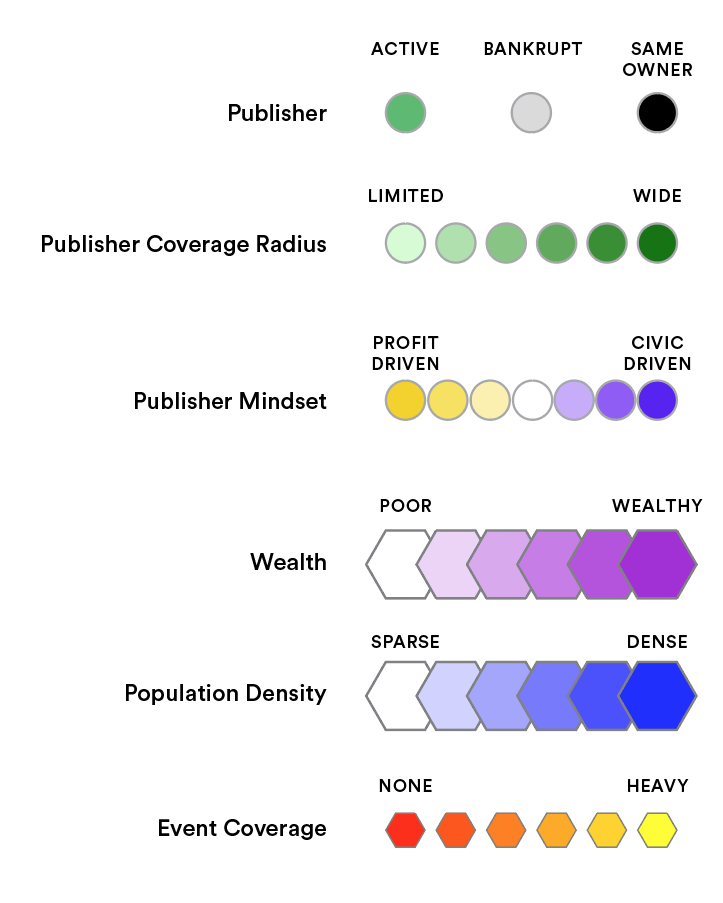 ACTIVE BANKRUPT SAME
OWNER
Publisher
LIMITED WIDE
Publisher Coverage Radius
PROFIT CIVIC
DRIVEN DRIVEN
Publisher Mindset
POOR WEALTHY
Wealth
SPARSE DENSE
Population Density
NONE HEAVY
Event Coverage